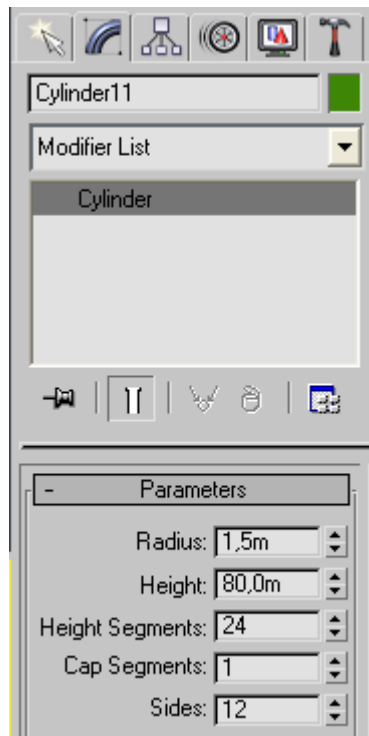 Cylinder11
Modifier List
Cylinder
- Parameters
Radius: 1,5m
Height: 80,0m
Height Segments: 24
Cap Segments: 1
Sides: 12